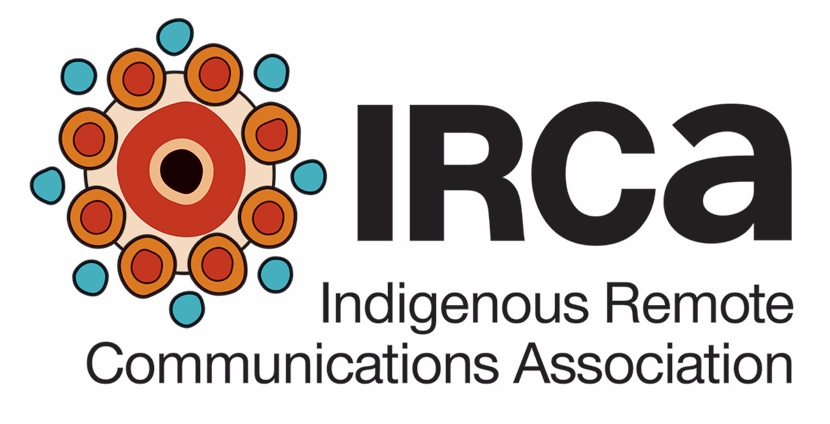 IRCa
Indigenous Remote
Communications Association